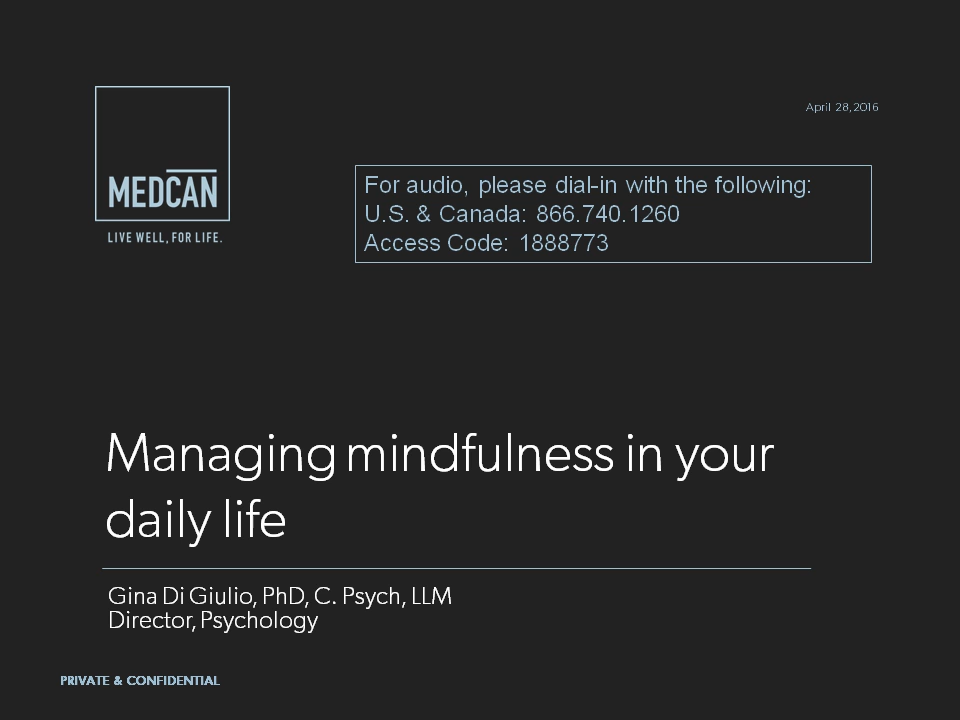 April 28, 2016
MEDCAN
LIVE WELL, FOR LIFE.
For audio, please dial-in with the following:
U.S. & Canada: 866.740.1260
Access Code: 1888773
Managing mindfulness in your
daily life
Gina Di Giulio, PhD, C. Psych, LLM
Director, Psychology
PRIVATE & CONFIDENTIAL